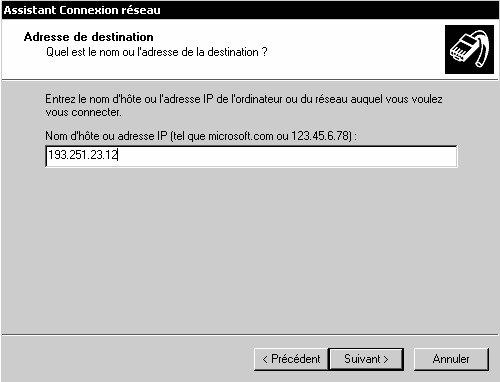 Assistant Connexion réseau
Adresse de destination
Quel est le nom ou l'adresse de la destination ?
Entrez le nom d'hôte ou l'adresse IP de l'ordinateur ou du réseau auquel vous voulez
vous connecter.
Nom d'hôte ou adresse IP (tel que microsoft.com ou 123.45.6.78) :
193.251.23.12
< Précédent Suivant > Annuler